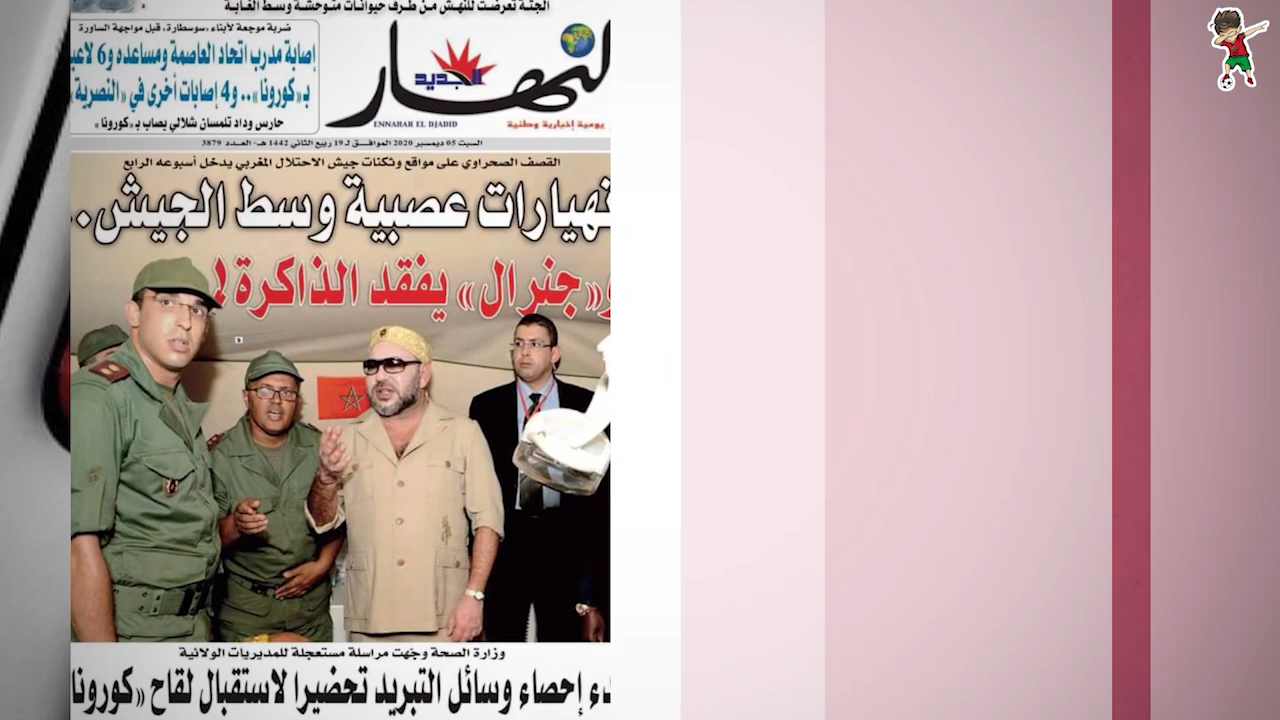 الجثة تعرضت للنهش من طرف حيوانات متوحشة وسط الغابة
ضربة موجعة لأبناء «سوسطارة» قبل مواجهة الساورة
إصابة مدرب اتحاد العاصمة ومساعده و6 لاعبـ
بـ«كورونا».. و4 إصابات أخرى في «النصرية»
حارس وداد تلمسان شلالي يصاب بـ«كورونا»
لنهار
الجديد
ENNAHAR EL DJADID
يومية إخبارية وطنية
السبت 05 ديسمبر 2020 الموافق لـ 19 ربيع الثاني 1442 هـ- العدد 3879
القصف الصحراوي على مواقع وثكنات جيش الاحتلال المغربي يدخل أسبوعه الرابع
نهيارات عصبية وسط الجيش..
و«جنرال» يفقد الذاكرة!
وزارة الصحة وجهت مراسلة مستعجلة للمديريات الولائية
دء إحصاء وسائل التبريد تحضيرا لاستقبال لقاح «كورونا